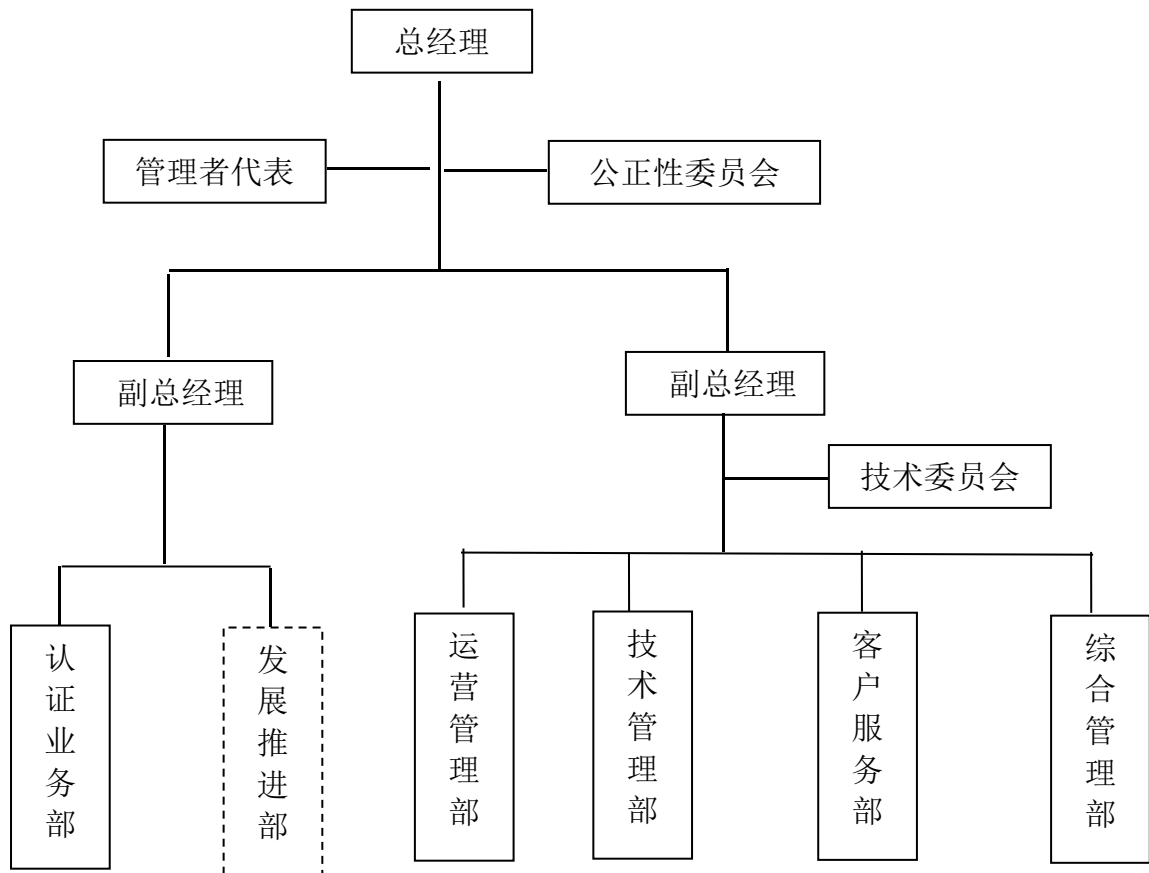 总经理
管理者代表
公正性委员会
副总经理
副总经理
技术委员会
认证业务部
发展推进部
运营管理部
技术管理部
客户服务部
综合管理部